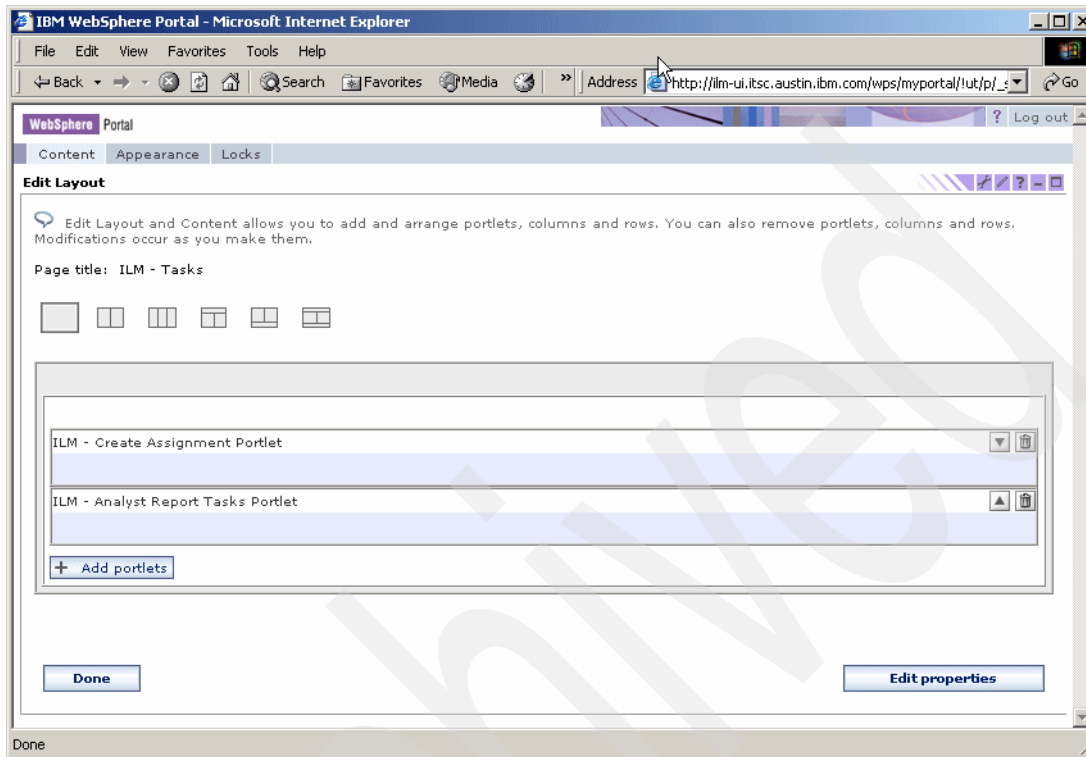 IBM WebSphere Portal - Microsoft Internet Explorer
File Edit View Favorites Tools Help
Back Search Favorites Media » Address http://ilm-ui.itsc.austin.ibm.com/wps/myportal/!ut/p/_s Go
WebSphere Portal ? Log out
Content Appearance Locks
Edit Layout ?
Edit Layout and Content allows you to add and arrange portlets, columns and rows. You can also remove portlets, columns and rows.
Modifications occur as you make them.
Page title: ILM - Tasks
ILM - Create Assignment Portlet
ILM - Analyst Report Tasks Portlet
+ Add portlets
Done Edit properties
Done